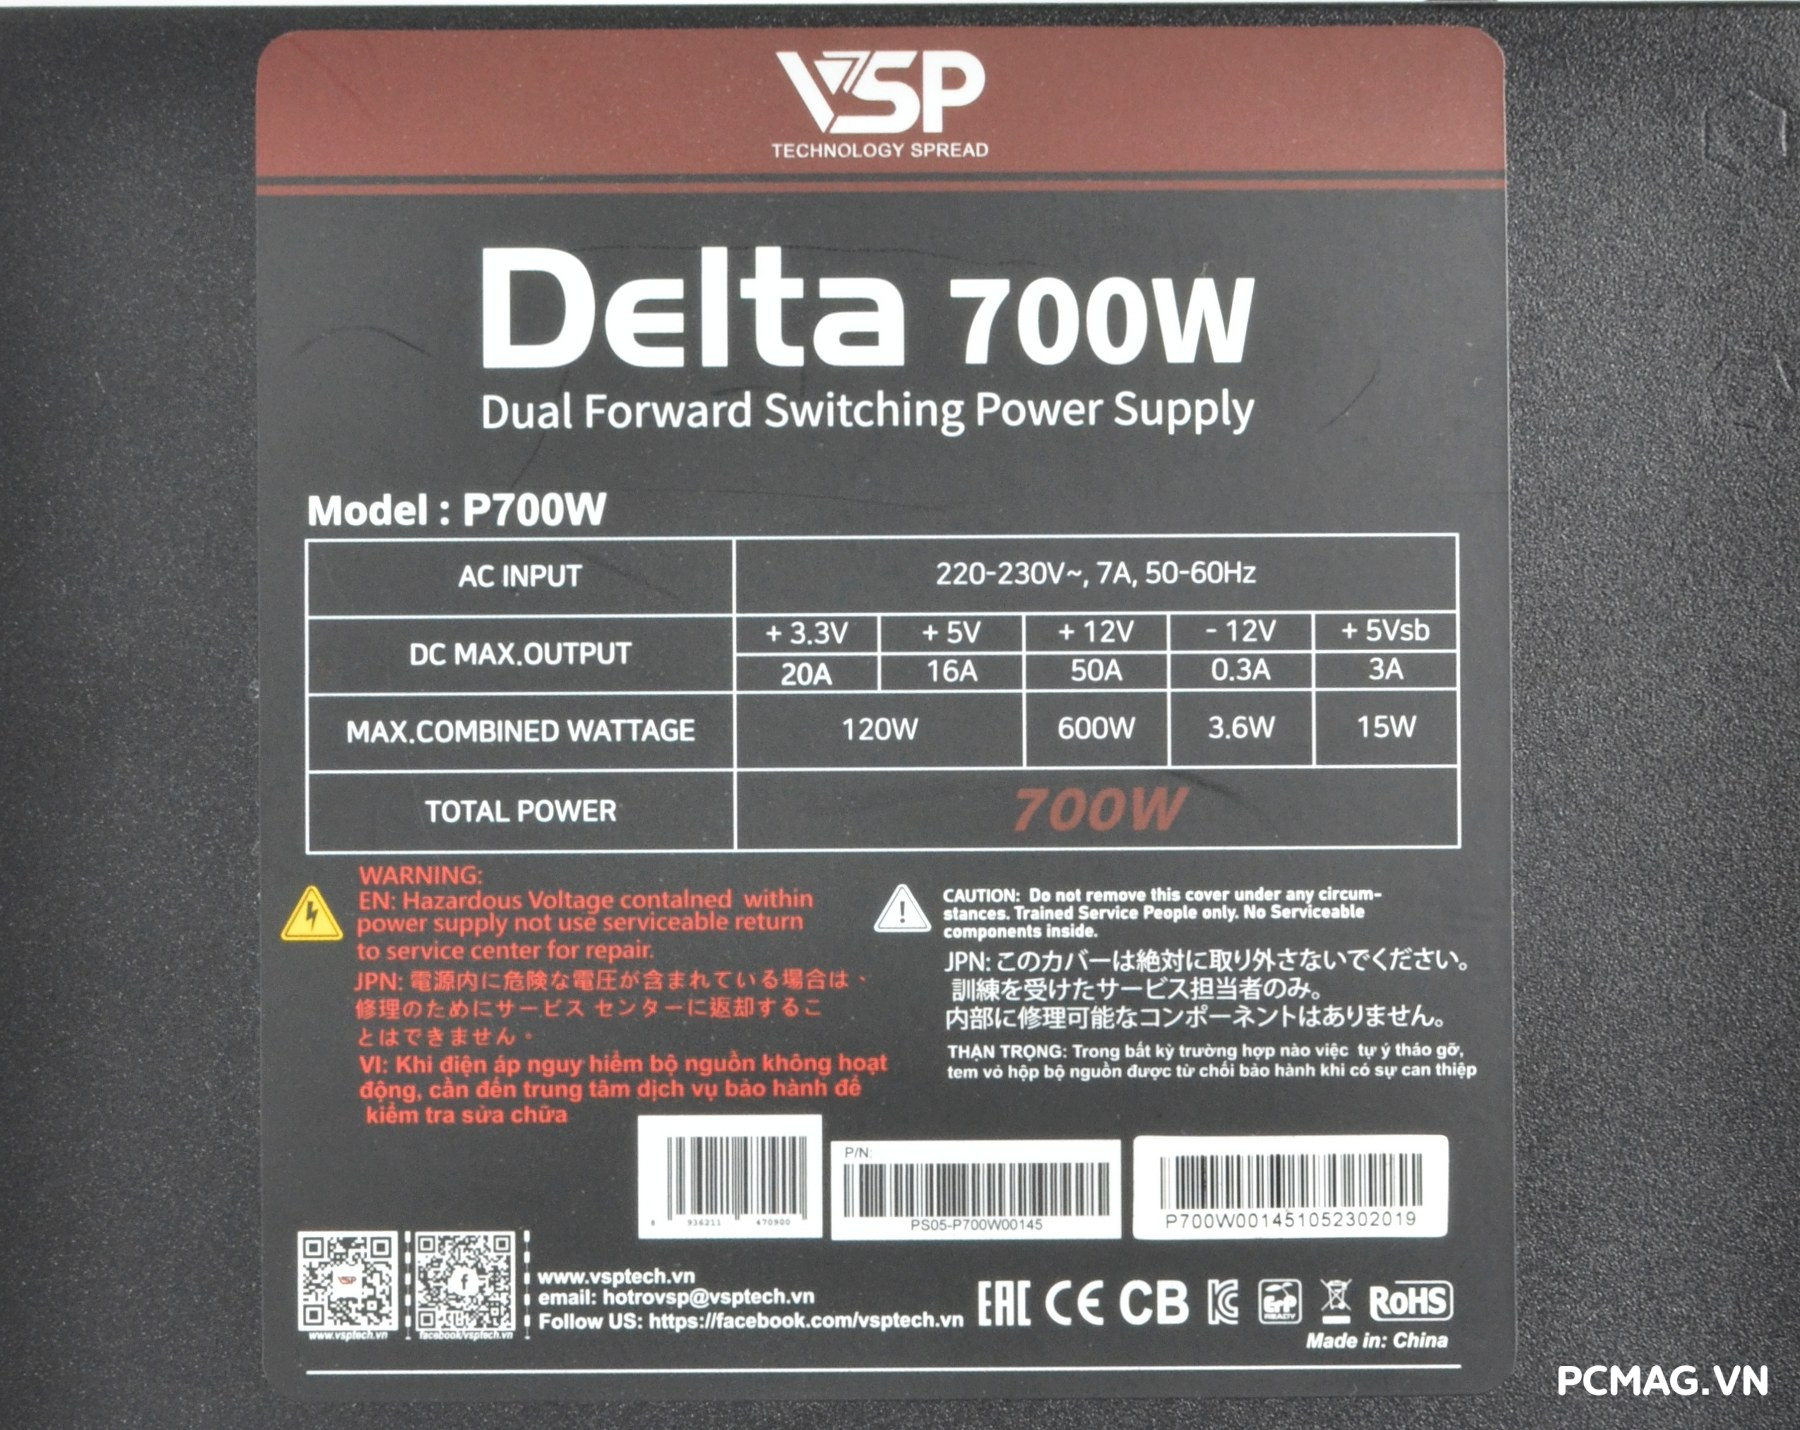 VSP
TECHNOLOGY SPREAD
Delta 700W
Dual Forward Switching Power Supply
Model : P700W
AC INPUT 220-230V~, 7A, 50-60Hz
DC MAX.OUTPUT + 3.3V + 5V + 12V - 12V + 5Vsb
20A 16A 50A 0.3A 3A
MAX.COMBINED WATTAGE 120W 600W 3.6W 15W
TOTAL POWER 700W
WARNING:
EN: Hazardous Voltage contalned within
power supply not use serviceable return
to service center for repair.
JPN: 電源内に危険な電圧が含まれている場合は、
修理のためにサービス センターに返却するこ
とはできません。
VI: Khi điện áp nguy hiểm bộ nguồn không hoạt
động, cần đến trung tâm dịch vụ bảo hành để
kiểm tra sửa chữa
CAUTION: Do not remove this cover under any circum-
stances. Trained Service People only. No Serviceable
components inside.
JPN: このカバーは絶対に取り外さないでください。
訓練を受けたサービス担当者のみ。
内部に修理可能なコンポーネントはありません。
THẬN TRỌNG: Trong bất kỳ trường hợp nào việc tự ý tháo gỡ,
tem vỏ hộp bộ nguồn được từ chối bảo hành khi có sự can thiệp
8 936211 470900
P/N:
PS05-P700W00145
P700W001451052302019
VSP
www.vsptech.vn
facebook/vsptech.vn
www.vsptech.vn
email: hotrovsp@vsptech.vn
Follow US: https://facebook.com/vsptech.vn
EAC CE CB ErP READY RoHS
Made in: China
PCMAG.VN